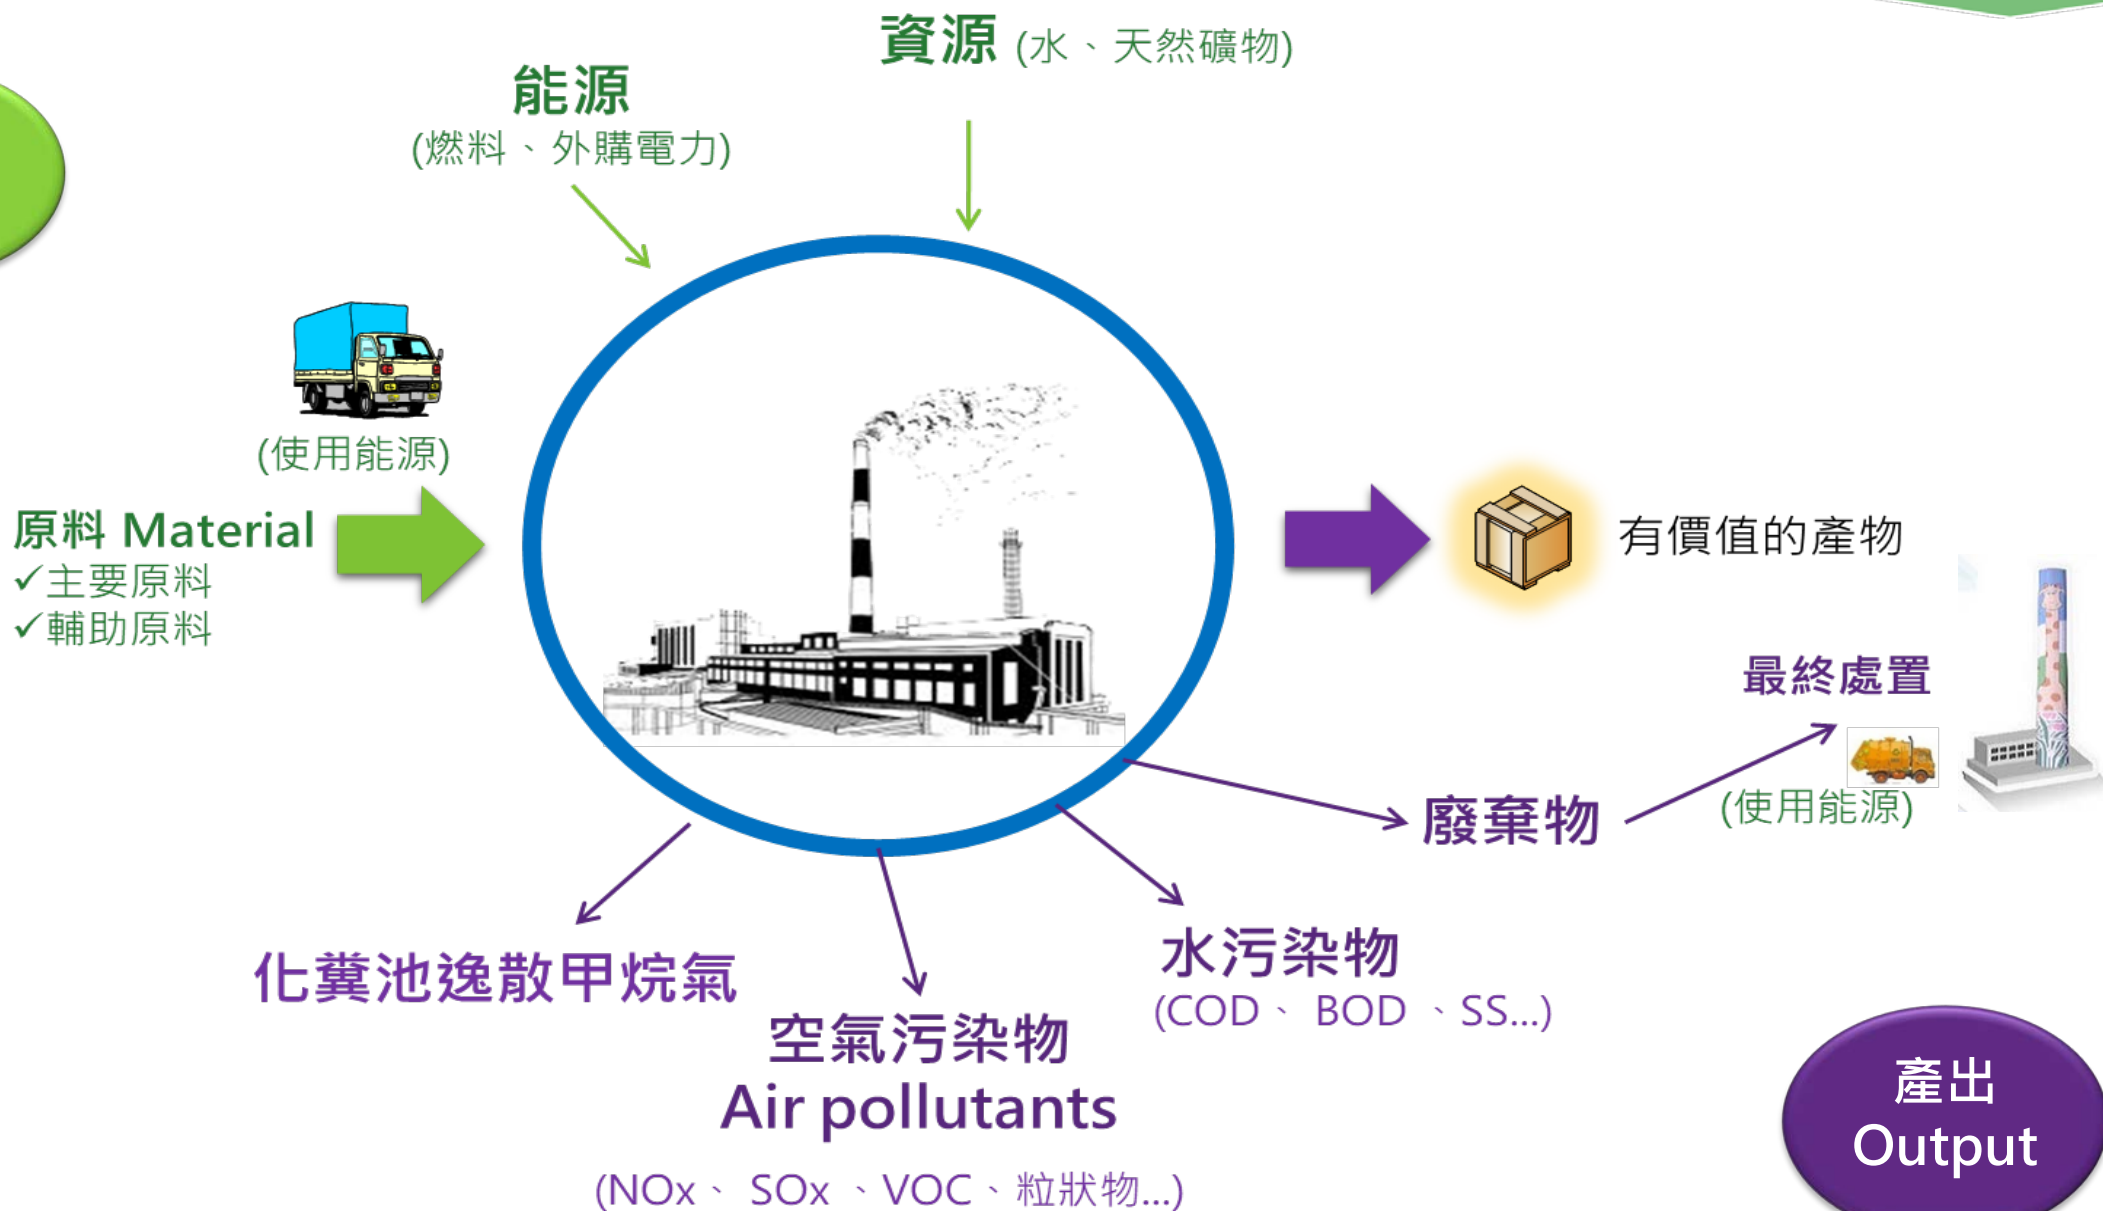 資源 (水、天然礦物)
能源
(燃料、外購電力)
(使用能源)
原料 Material
✓主要原料
✓輔助原料
有價值的產物
最終處置
(使用能源)
廢棄物
水污染物
(COD、 BOD 、SS...)
化糞池逸散甲烷氣
空氣污染物
Air pollutants
(NOx、 SOx 、VOC、粒狀物...)
產出
Output